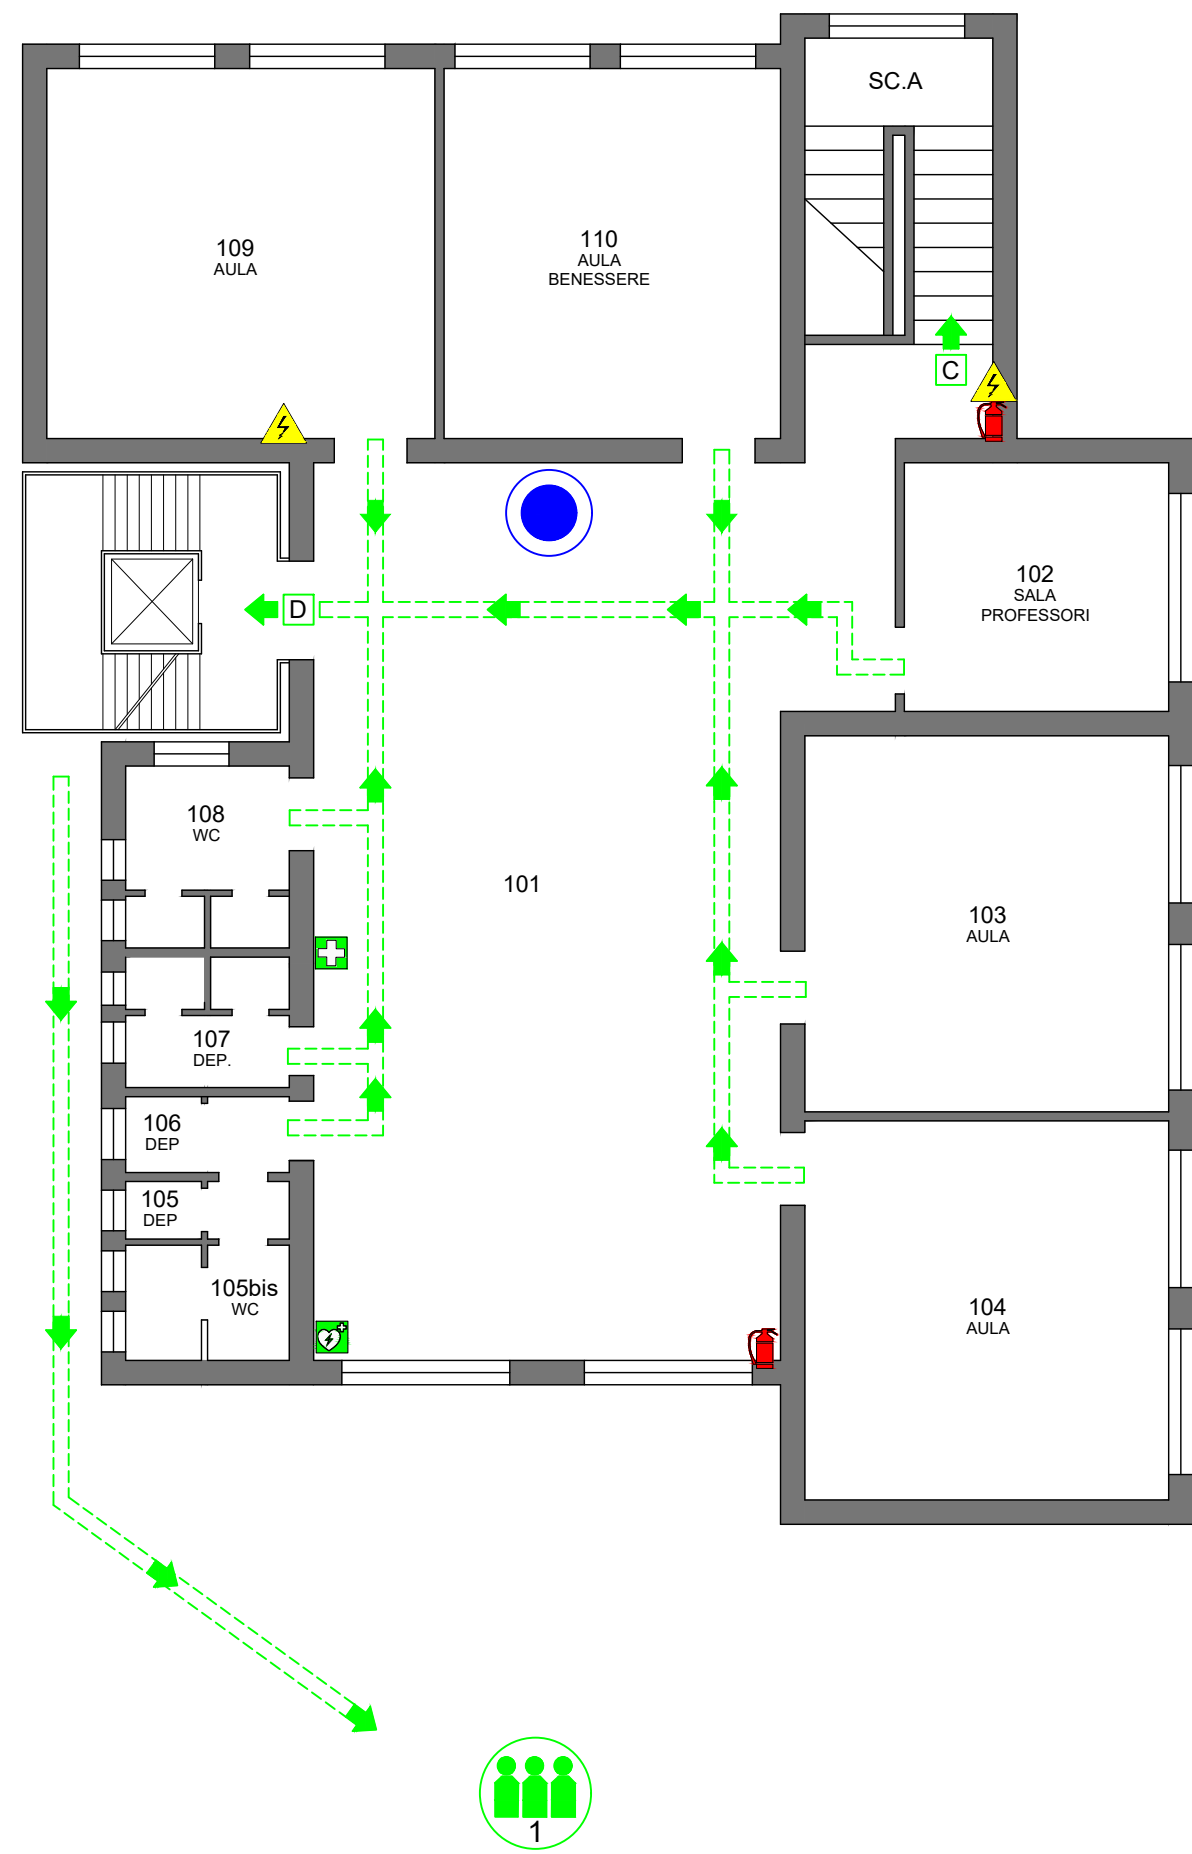 SC.A
109
AULA
110
AULA
BENESSERE
C
102
SALA
PROFESSORI
D
108
WC
101
103
AULA
107
DEP.
106
DEP
105
DEP
105bis
WC
104
AULA
1